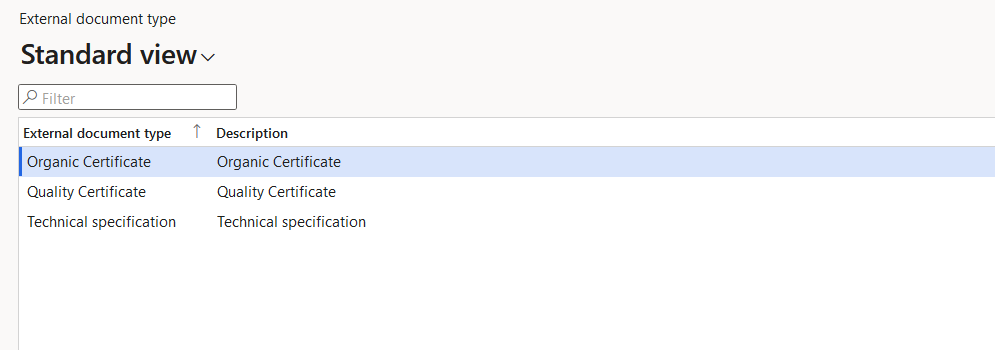 External document type
Standard view
Filter
External document type ↑ Description
Organic Certificate Organic Certificate
Quality Certificate Quality Certificate
Technical specification Technical specification